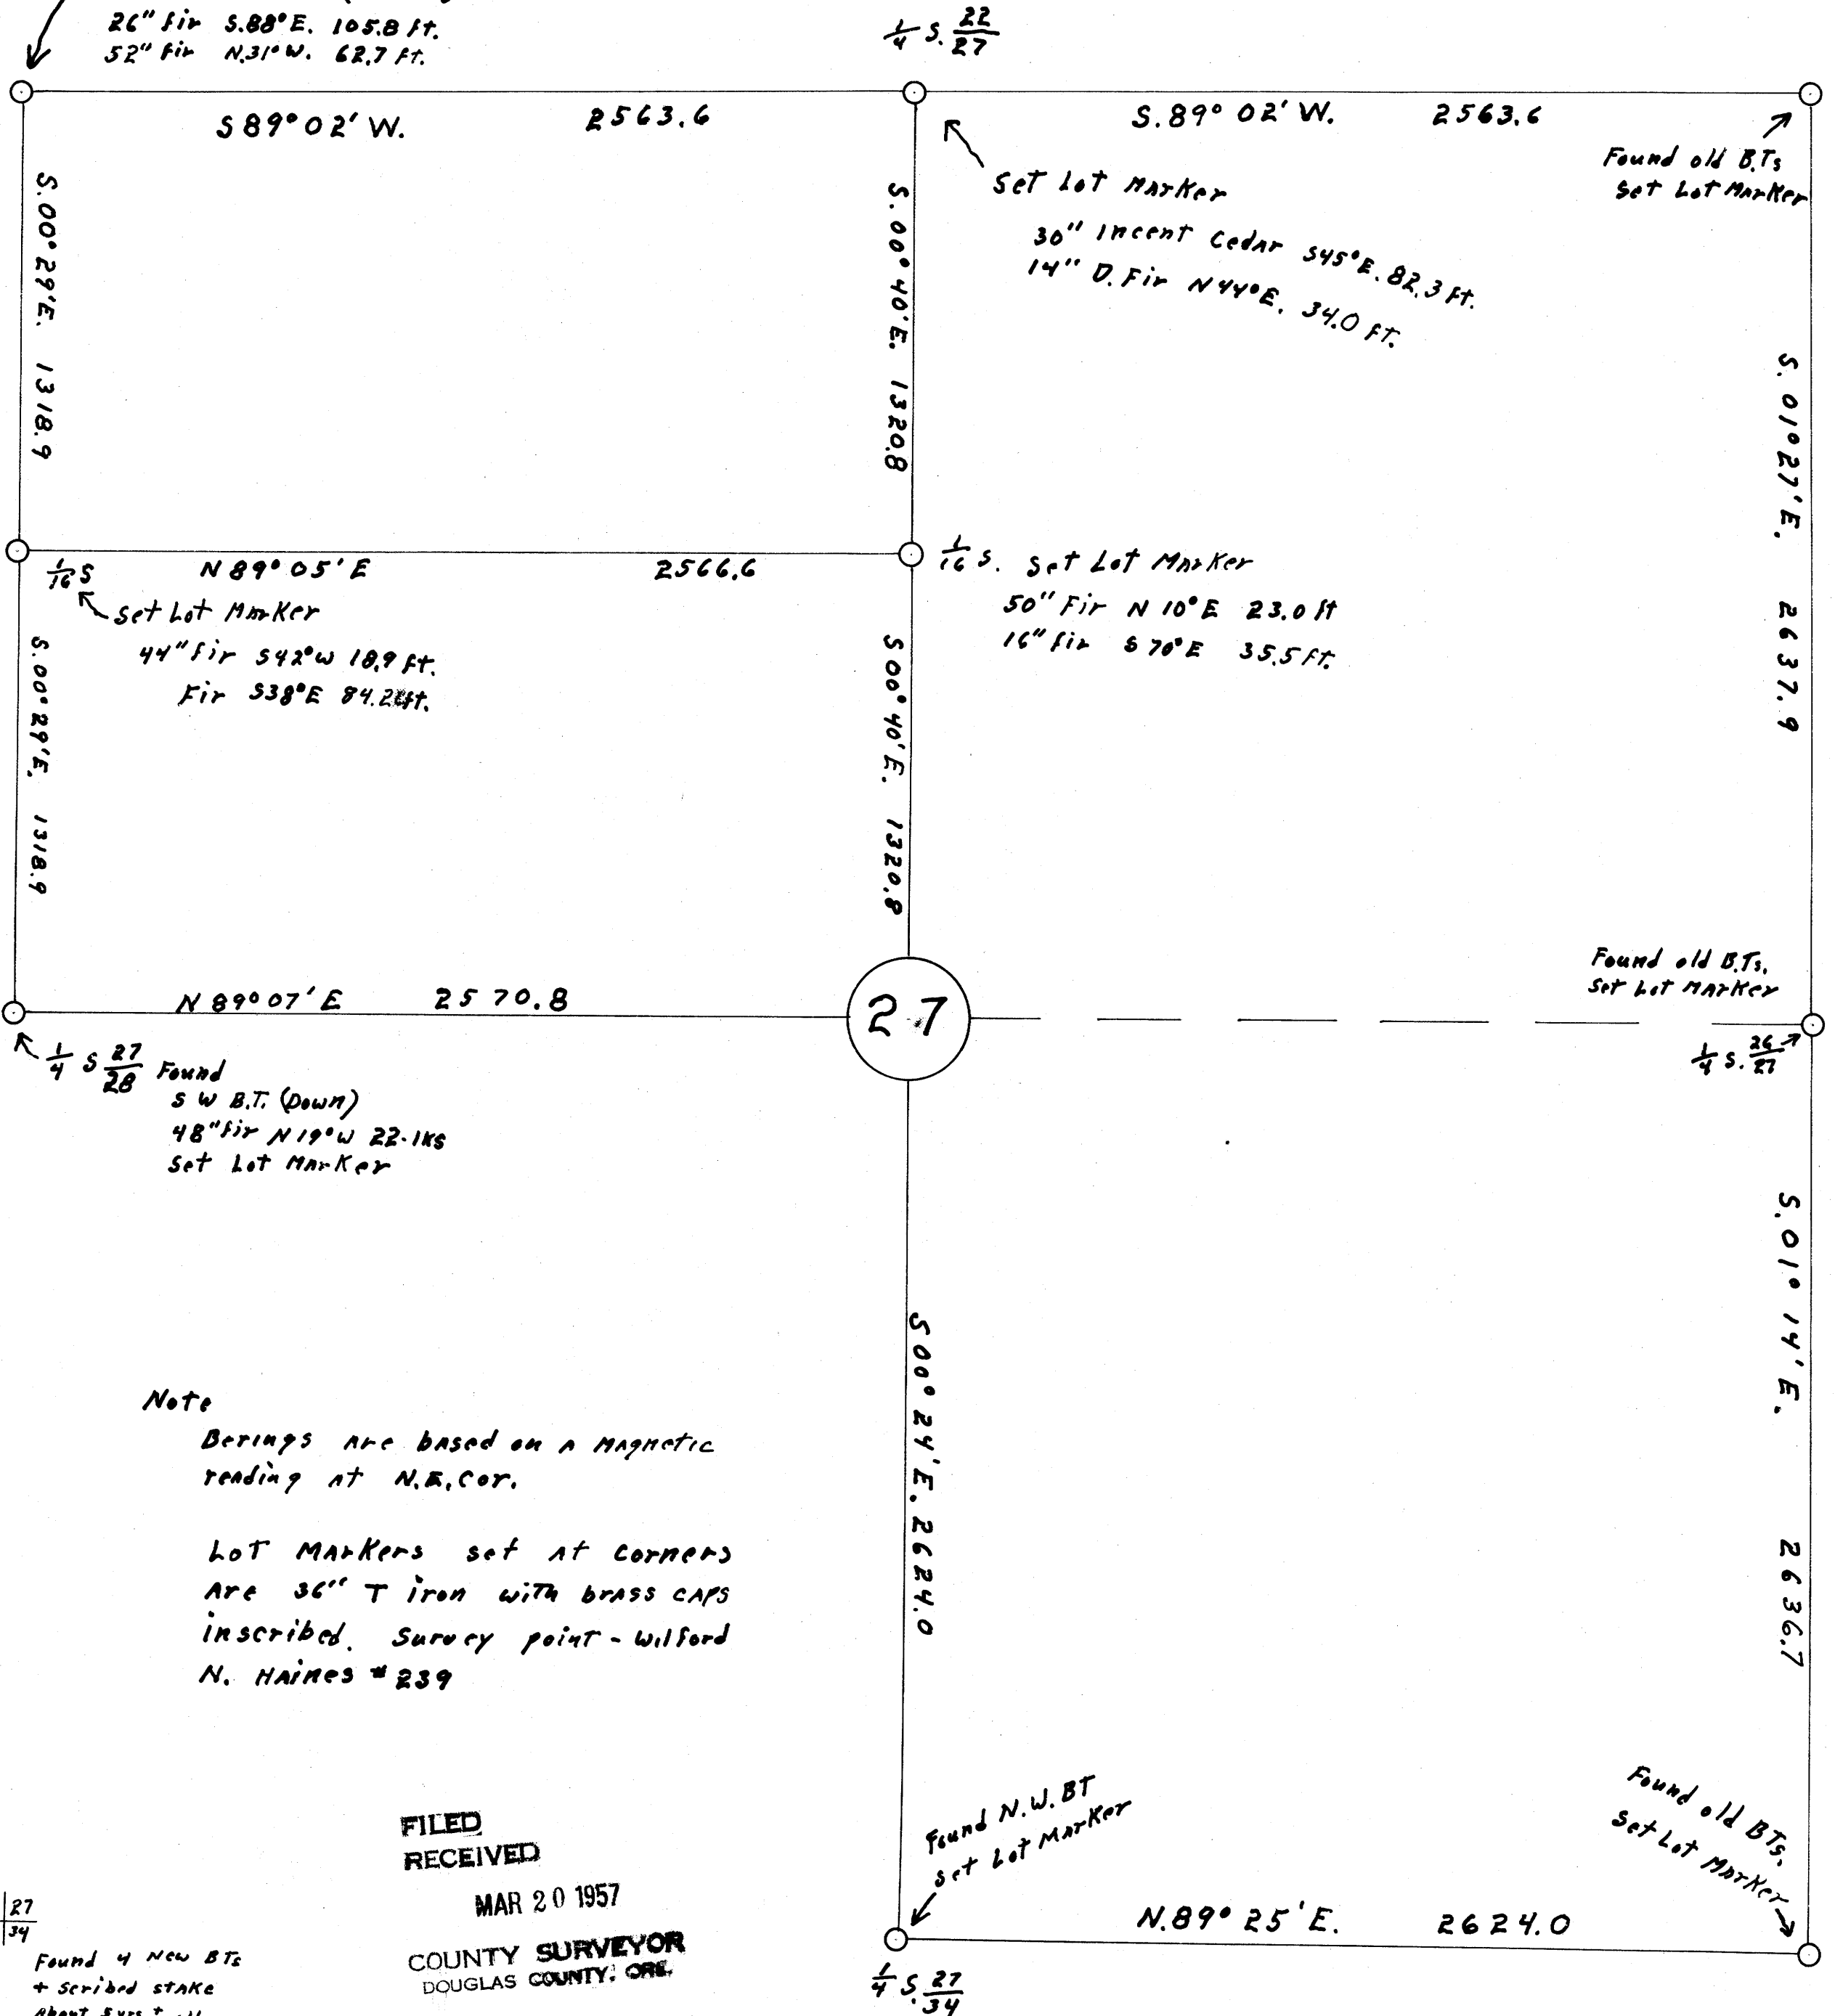 26" fir S.88°E. 105.8 ft.
52" fir N.31°W. 62.7 ft.
1/4 S. 22/27
S89°02'W. 2563.6
S.89°02'W. 2563.6
Found old B.Ts
Set Lot Marker
Set Lot Marker
30" Incent Cedar S45°E. 82.3 ft.
14" D. Fir N44°E. 34.0 ft.
S.00°29'E. 1318.9
S.00°40'E. 1320.8
S.01°27'E. 2637.9
1/16 S
N89°05'E 2566.6
Set Lot Marker
44" fir S42°W 18.9 ft.
Fir S38°E 84.2 ft.
1/16 S. Set Lot Marker
50" Fir N10°E 23.0 ft
16" fir S70°E 35.5 ft.
S.00°29'E. 1318.9
S00°40'E. 1320.8
Found old B.Ts.
Set Lot Marker
N89°07'E 2570.8
27
1/4 S. 26/27
1/4 S 27/28 Found
SW B.T. (Down)
48" fir N19°W 22-lks
Set Lot Marker
S.01°14'E. 2636.7
S00°24'E. 2624.0
Note
Berings are based on a magnetic
reading at N.E. Cor.
Lot Markers set at corners
Are 36" T iron with brass caps
inscribed. Survey point - Wilford
N. Haines #239
FILED
RECEIVED
MAR 20 1957
COUNTY SURVEYOR
DOUGLAS COUNTY, ORE.
Found N.W. BT
Set Lot Marker
Found old BTs.
Set Lot Marker
N.89°25'E. 2624.0
1/4 S. 27/34
27
34
Found 4 New BTs
+ scribed stake
About 5 yrs